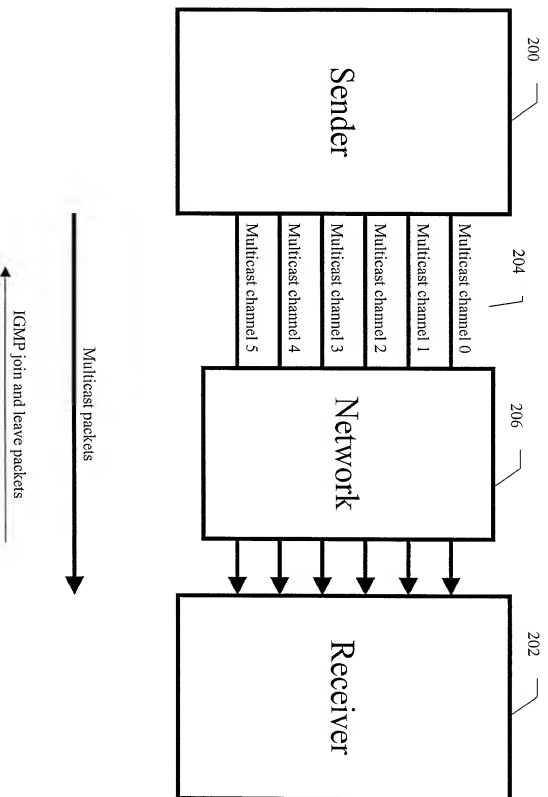 200
204
206
202
Sender
Multicast channel 0
Multicast channel 1
Multicast channel 2
Multicast channel 3
Multicast channel 4
Multicast channel 5
Network
Receiver
Multicast packets
IGMP join and leave packets